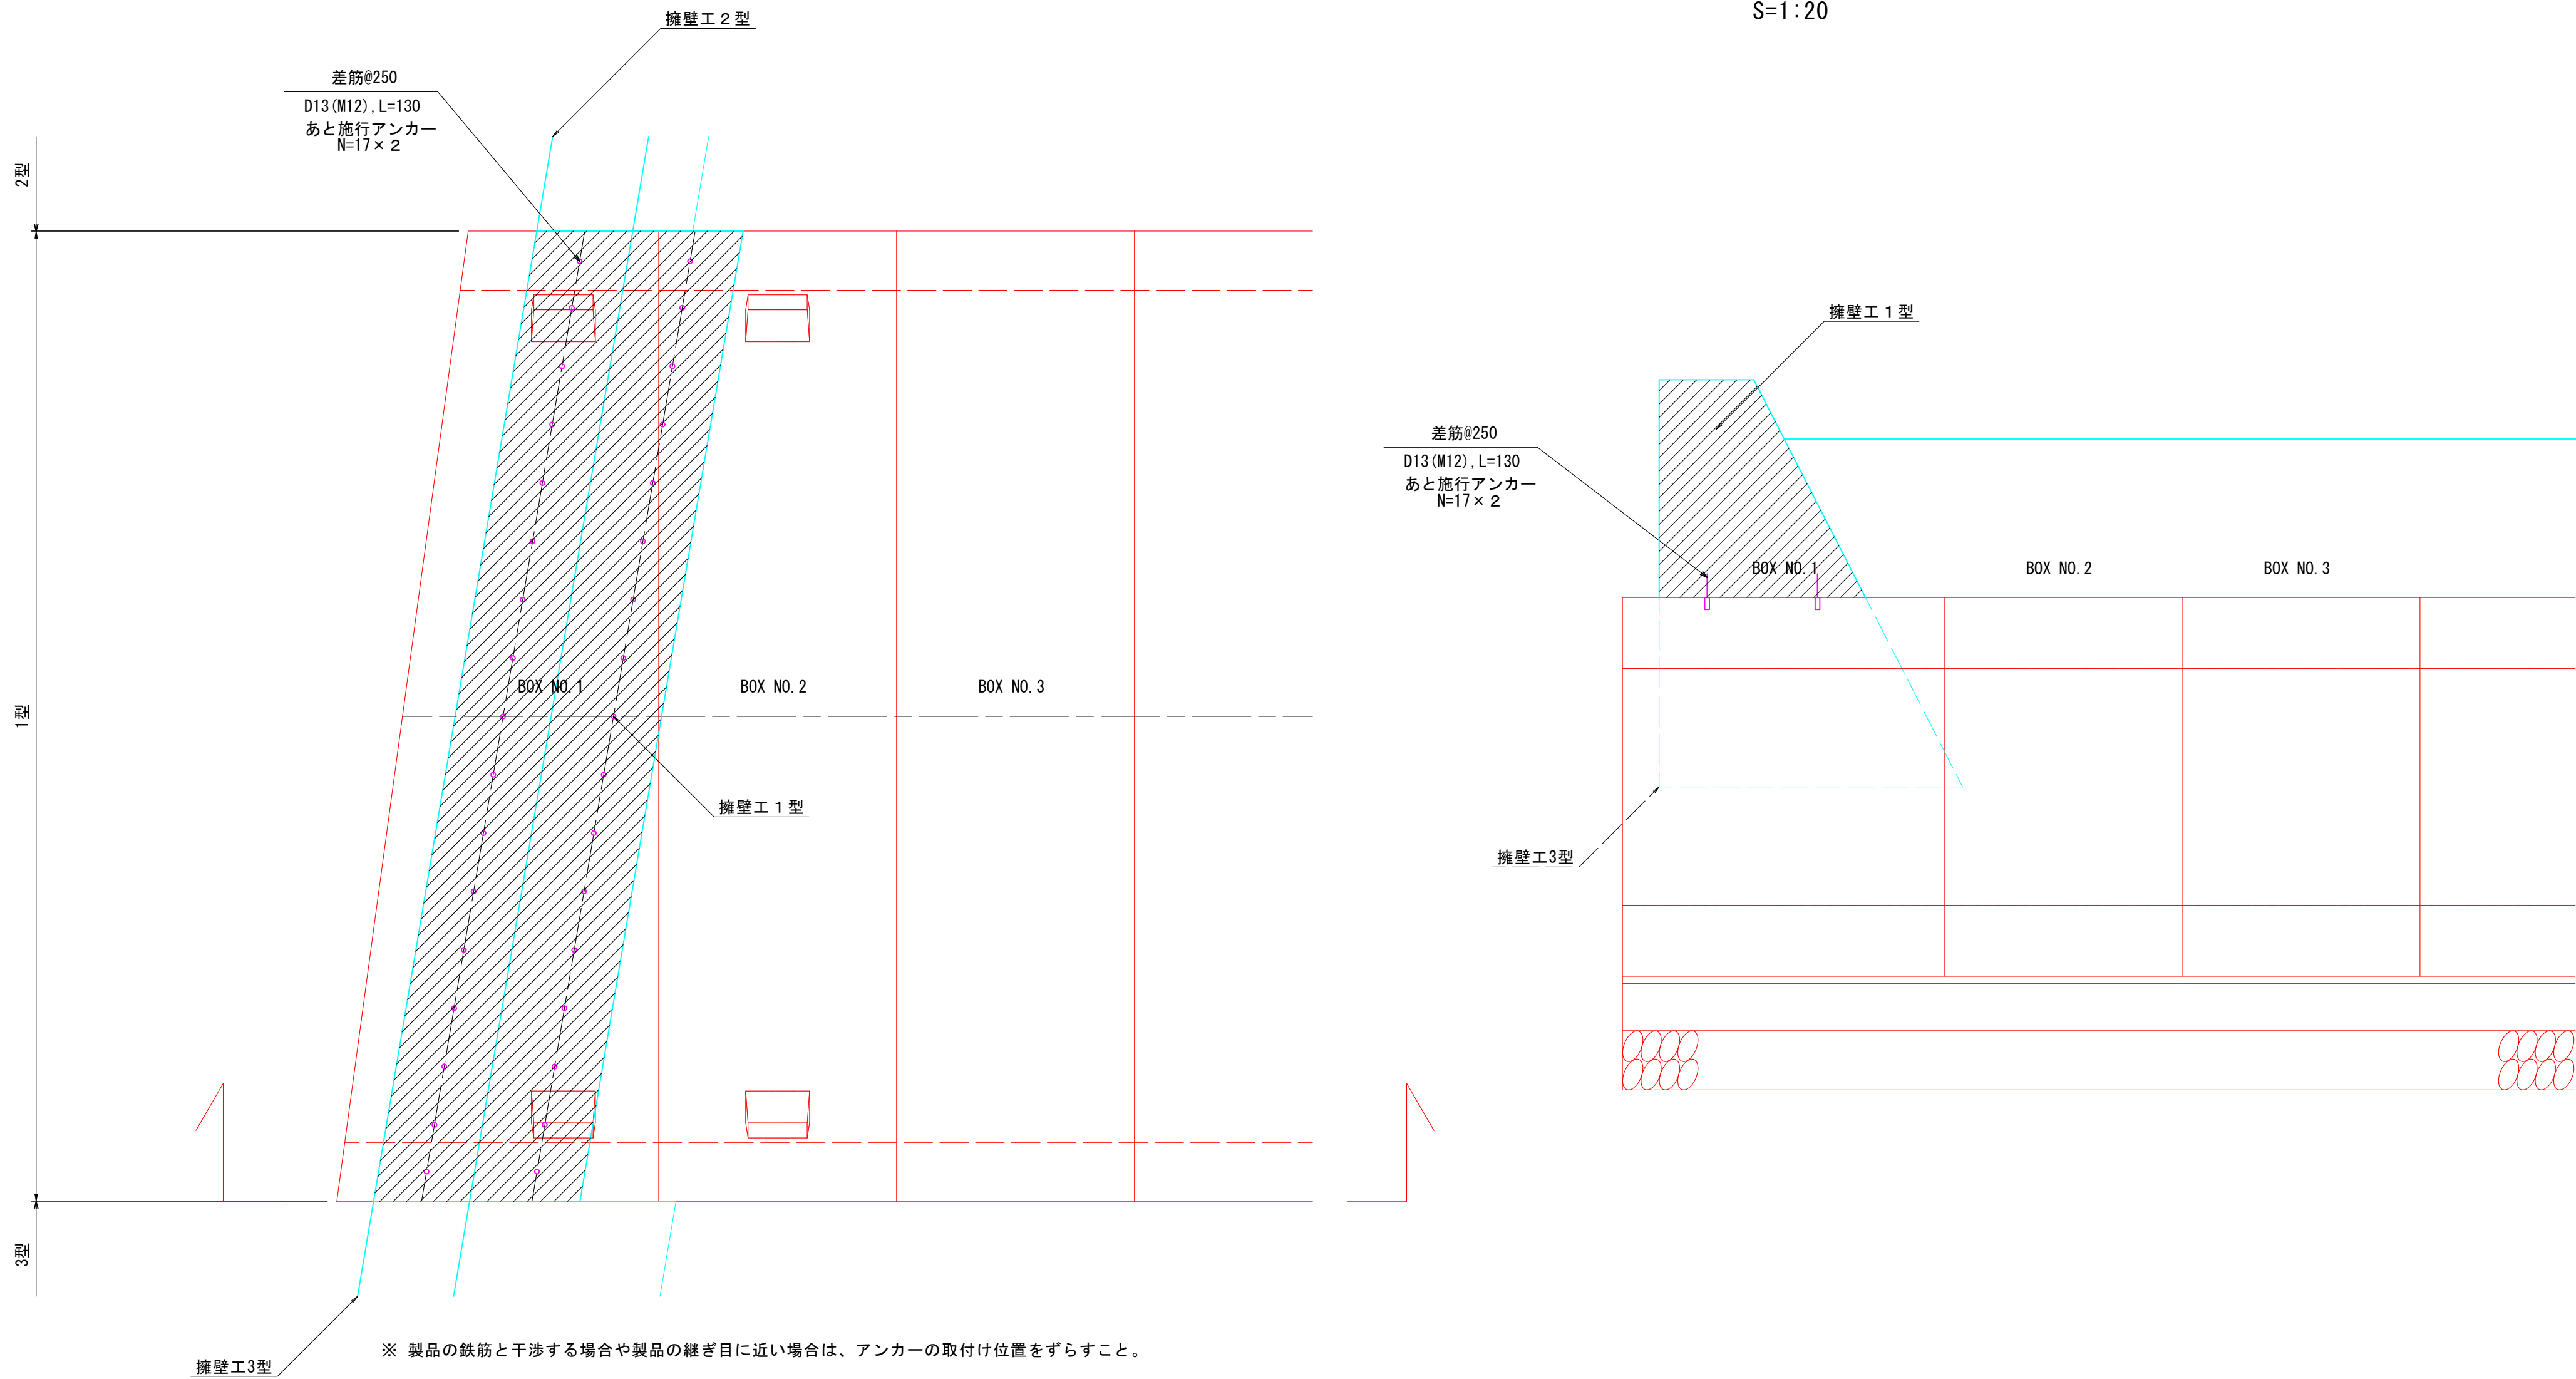 S=1:20
擁壁工２型
差筋@250
D13(M12),L=130
あと施行アンカー
N=17×２
2型
1型
3型
BOX NO.1
BOX NO.2
BOX NO.3
擁壁工１型
擁壁工3型
※ 製品の鉄筋と干渉する場合や製品の継ぎ目に近い場合は、アンカーの取付け位置をずらすこと。
擁壁工１型
差筋@250
D13(M12),L=130
あと施行アンカー
N=17×２
BOX NO.1
BOX NO.2
BOX NO.3
擁壁工3型